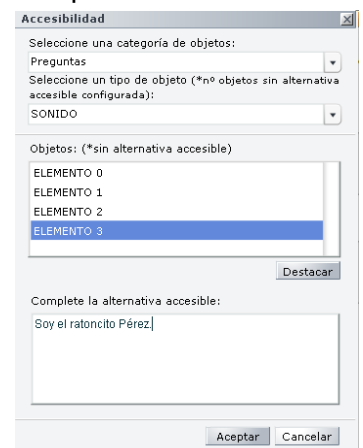 Accesibilidad
Seleccione una categoría de objetos:
Preguntas
Seleccione un tipo de objeto (*nº objetos sin alternativa
accesible configurada):
SONIDO
Objetos: (*sin alternativa accesible)
ELEMENTO 0
ELEMENTO 1
ELEMENTO 2
ELEMENTO 3
Destacar
Complete la alternativa accesible:
Soy el ratoncito Pérez.
Aceptar Cancelar